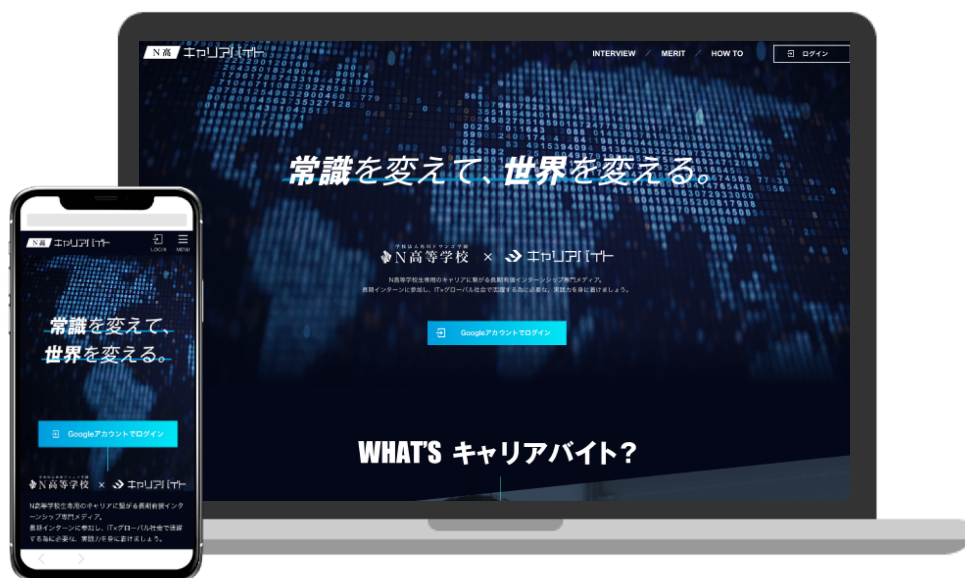 N高 キャリアバイト
INTERVIEW / MERIT / HOW TO
ログイン
常識を変えて、世界を変える。
学校法人角川ドワンゴ学園
N高等学校 × キャリアバイト
N高等学校生専用のキャリアに繋がる長期有償インターンシップ専門メディア。
長期インターンに参加し、IT×グローバル社会で活躍する為に必要な、実践力を身に着けましょう。
Googleアカウントでログイン
WHAT'S キャリアバイト?
N高 キャリアバイト
LOGIN MENU
常識を変えて、
世界を変える。
Googleアカウントでログイン
N高等学校 × キャリアバイト
N高等学校生専用のキャリアに繋がる長期有償インタ
ーンシップ専門メディア。
長期インターンに参加し、IT×グローバル社会で活躍
する為に必要な、実践力を身に着けましょう。